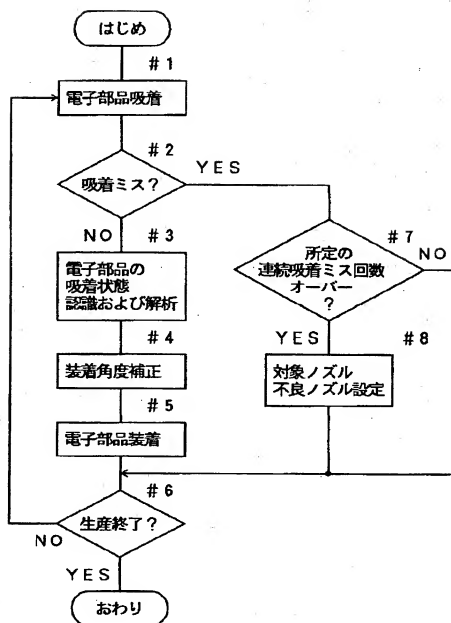 はじめ
#1
電子部品吸着
#2
吸着ミス?
YES
NO
#3
電子部品の
吸着状態
認識および解析
#4
装着角度補正
#5
電子部品装着
#7
所定の
連続吸着ミス回数
オーバー
?
NO
YES
#8
対象ノズル
不良ノズル設定
#6
生産終了?
NO
YES
おわり